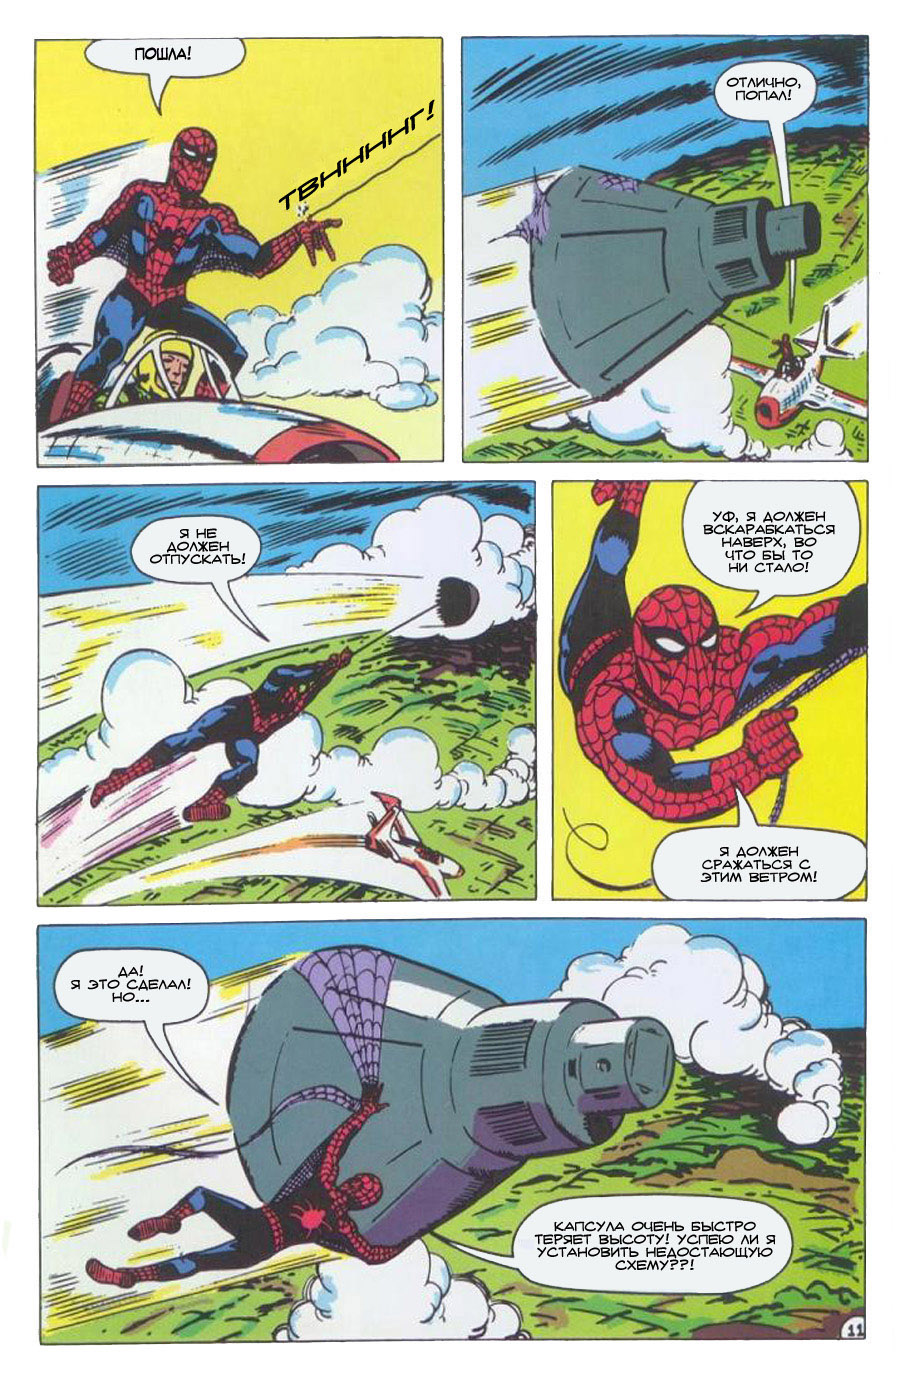 ПОШЛА!
ТВНННННГ!
ОТЛИЧНО,
ПОПАЛ!
Я НЕ
ДОЛЖЕН
ОТПУСКАТЬ!
УФ, Я ДОЛЖЕН
ВСКАРАБКАТЬСЯ
НАВЕРХ, ВО
ЧТО БЫ ТО
НИ СТАЛО!
Я ДОЛЖЕН
СРАЖАТЬСЯ С
ЭТИМ ВЕТРОМ!
ДА!
Я ЭТО СДЕЛАЛ!
НО...
КАПСУЛА ОЧЕНЬ БЫСТРО
ТЕРЯЕТ ВЫСОТУ! УСПЕЮ ЛИ Я
УСТАНОВИТЬ НЕДОСТАЮЩУЮ
СХЕМУ??!
11